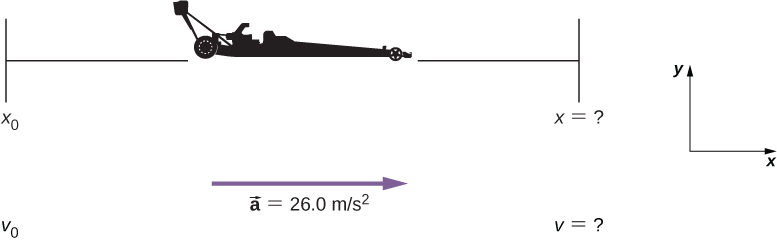 y
x₀
x = ?
x
a⃗ = 26.0 m/s²
v₀
v = ?